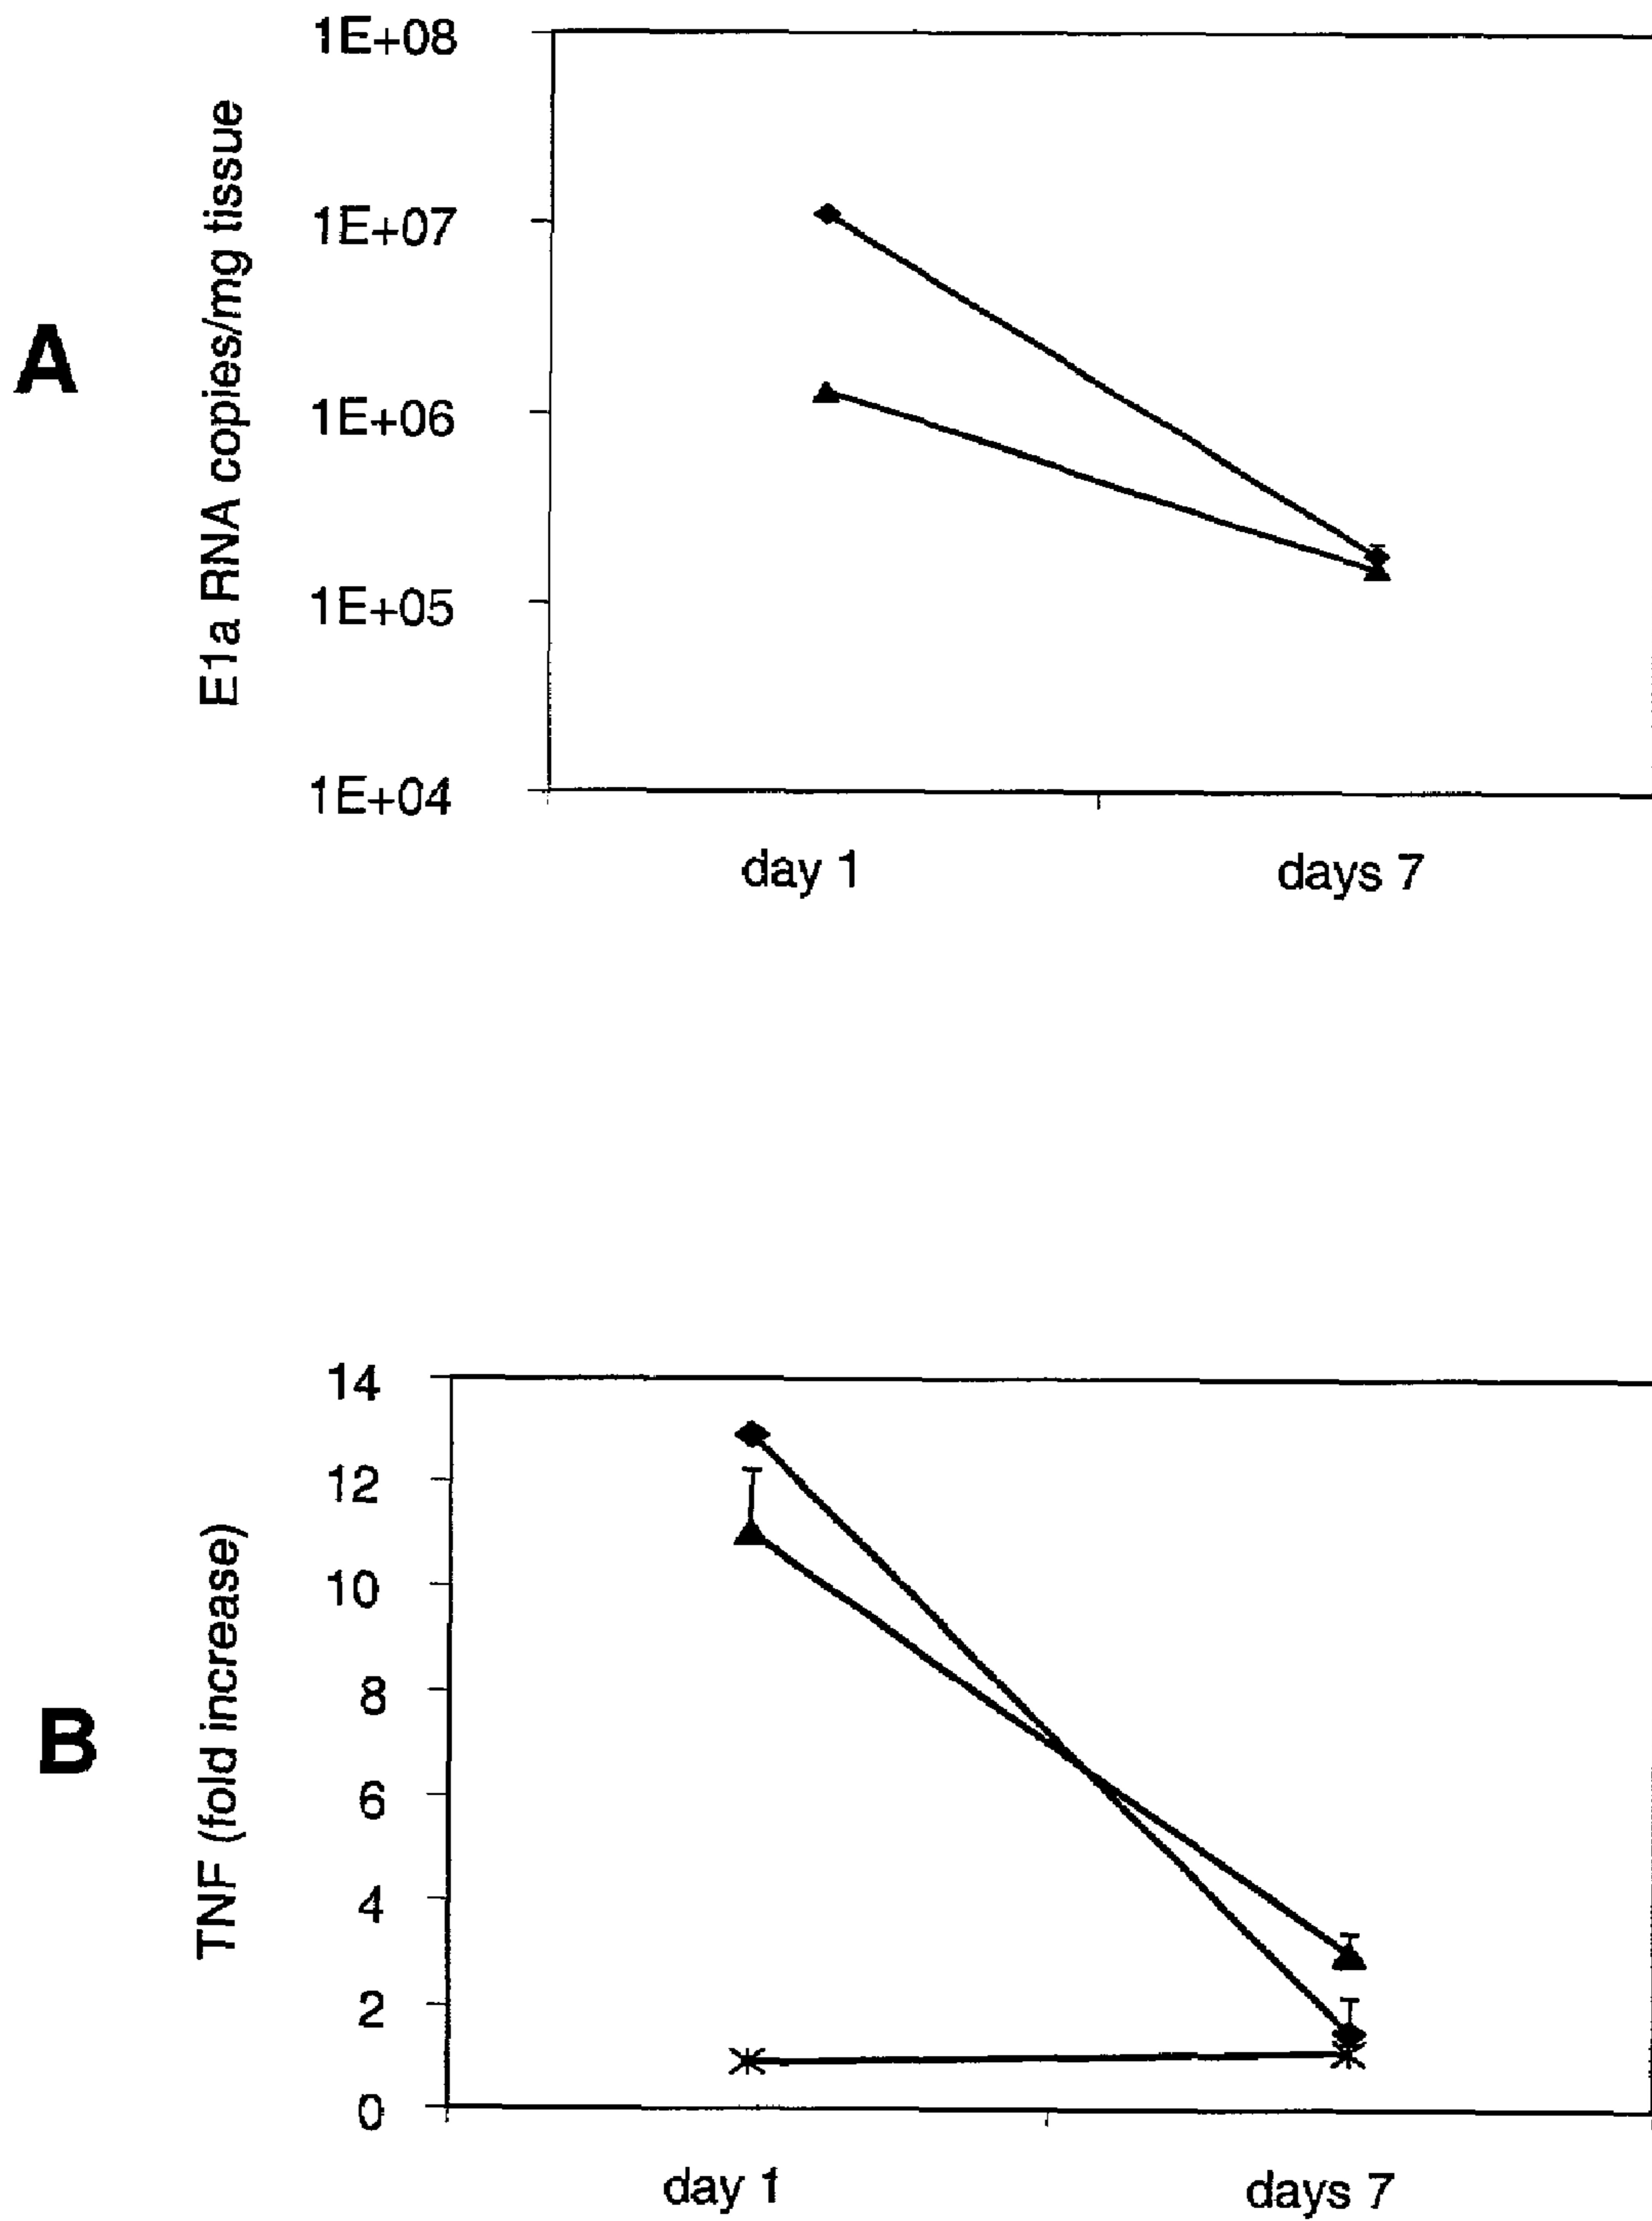 A
E1a RNA copies/mg tissue
1E+08
1E+07
1E+06
1E+05
1E+04
day 1 days 7
B
TNF (fold increase)
14
12
10
8
6
4
2
0
day 1 days 7